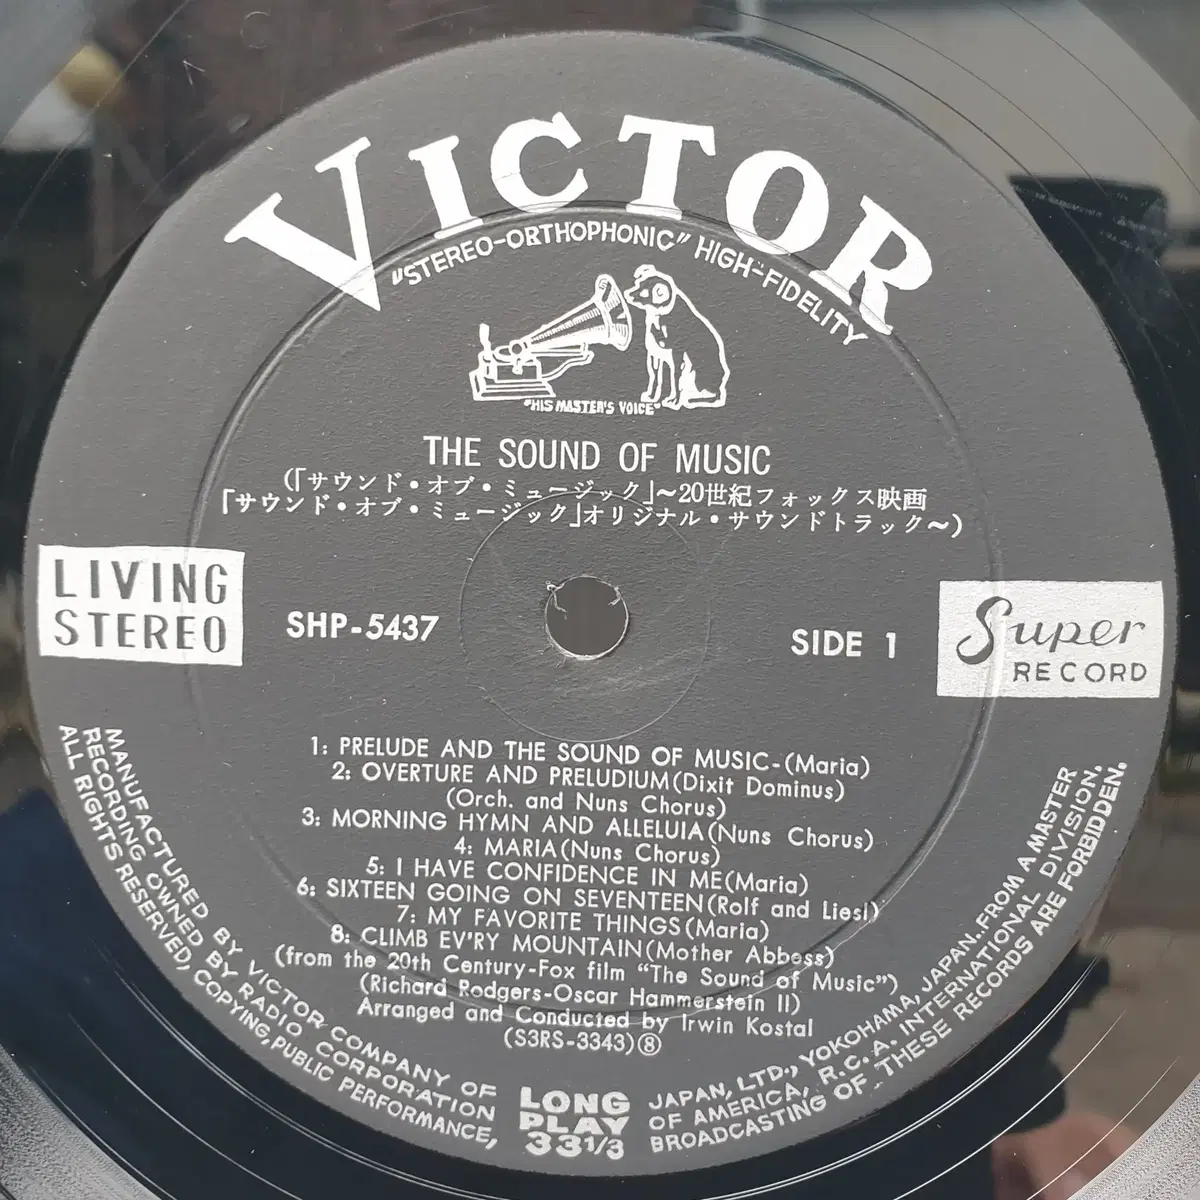 VICTOR
"STEREO-ORTHOPHONIC" HIGH-FIDELITY
"HIS MASTER'S VOICE"
THE SOUND OF MUSIC
(「サウンド・オブ・ミュージック」〜20世紀フォックス映画
「サウンド・オブ・ミュージック」オリジナル・サウンドトラック〜)
LIVING
STEREO
SHP-5437
SIDE 1
Super
RECORD
1: PRELUDE AND THE SOUND OF MUSIC-(Maria)
2: OVERTURE AND PRELUDIUM(Dixit Dominus)
(Orch. and Nuns Chorus)
3: MORNING HYMN AND ALLELUIA(Nuns Chorus)
4: MARIA(Nuns Chorus)
5: I HAVE CONFIDENCE IN ME(Maria)
6: SIXTEEN GOING ON SEVENTEEN(Rolf and Liesl)
7: MY FAVORITE THINGS(Maria)
8: CLIMB EV'RY MOUNTAIN(Mother Abbess)
(from the 20th Century-Fox film "The Sound of Music")
(Richard Rodgers-Oscar Hammerstein II)
Arranged and Conducted by Irwin Kostal
(S3RS-3343)⑧
LONG
PLAY
33 1/3
MANUFACTURED BY VICTOR COMPANY OF JAPAN, LTD., YOKOHAMA, JAPAN..FROM A MASTER
RECORDING OWNED BY RADIO CORPORATION OF AMERICA, R.C.A. INTERNATIONAL DIVISION.
ALL RIGHTS RESERVED, COPYING, PUBLIC PERFORMANCE, BROADCASTING OF THESE RECORDS ARE FORBIDDEN.